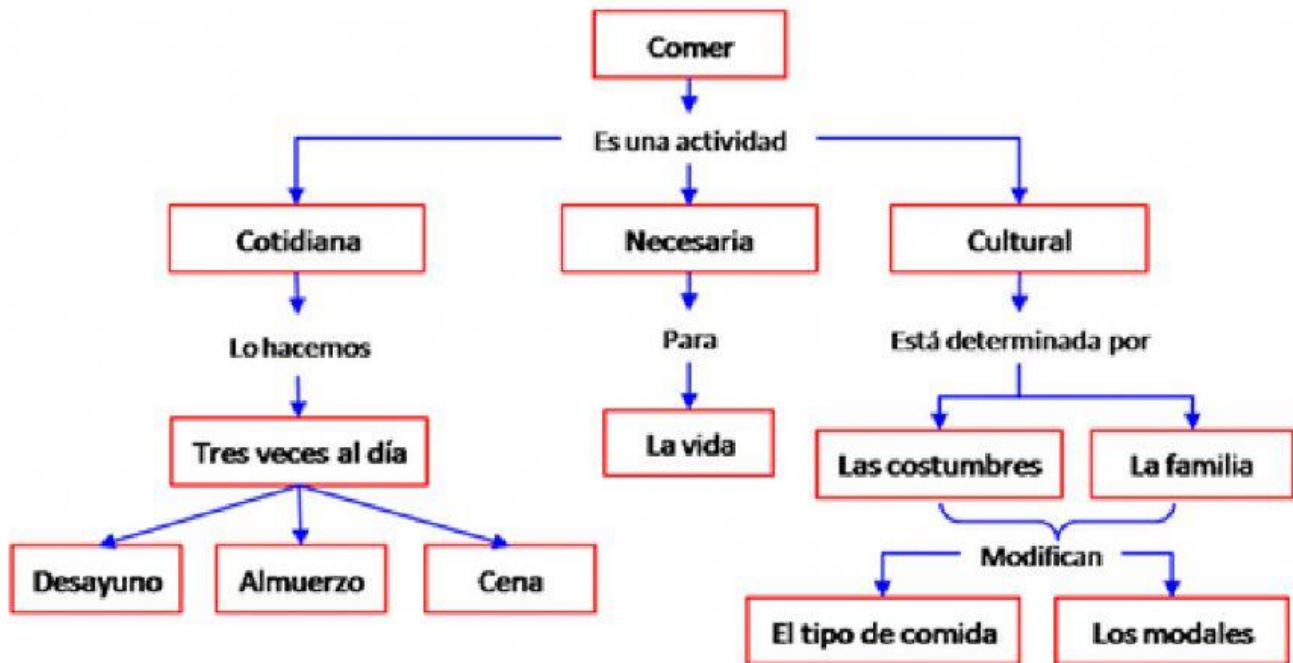 Comer
Es una actividad
Cotidiana
Necesaria
Cultural
Lo hacemos
Para
Está determinada por
Tres veces al día
La vida
Las costumbres
La familia
Desayuno
Almuerzo
Cena
Modifican
El tipo de comida
Los modales